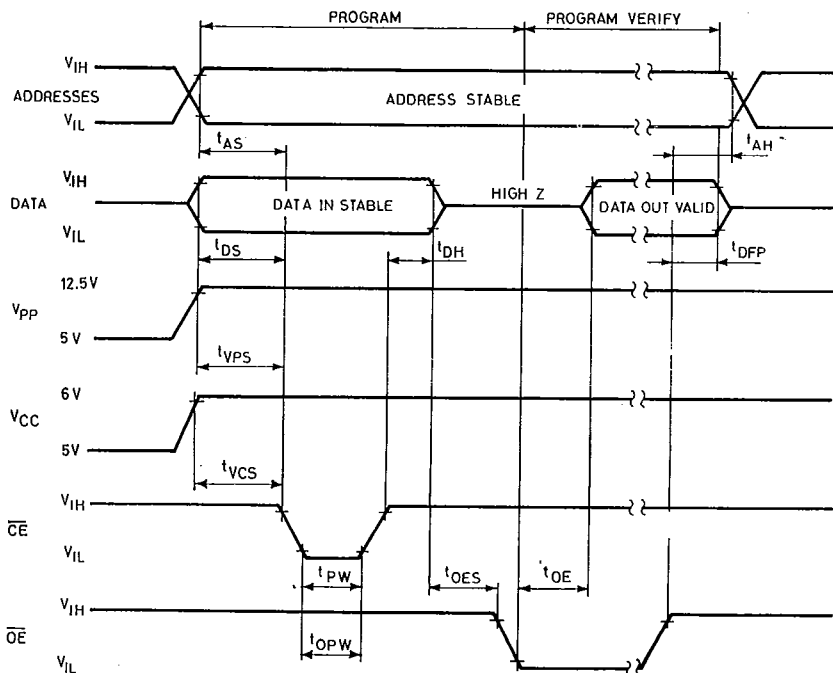 PROGRAM
PROGRAM VERIFY
VIH
ADDRESSES
ADDRESS STABLE
VIL
tAS
tAH
VIH
DATA
DATA IN STABLE
HIGH Z
DATA OUT VALID
VIL
tDS
tDH
tDFP
12.5V
VPP
5V
tVPS
6V
VCC
5V
tVCS
VIH
CE
VIL
tPW
tOES
tOE
VIH
OE
tOPW
VIL